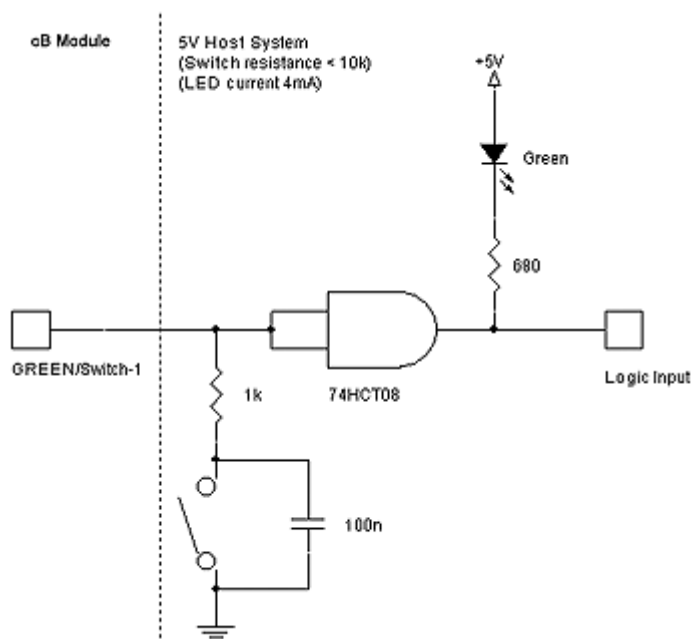 cB Module
5V Host System
(Switch resistance < 10k)
(LED current 4mA)
+5V
Green
680
GREEN/Switch-1
1k
74HCT08
Logic Input
100n